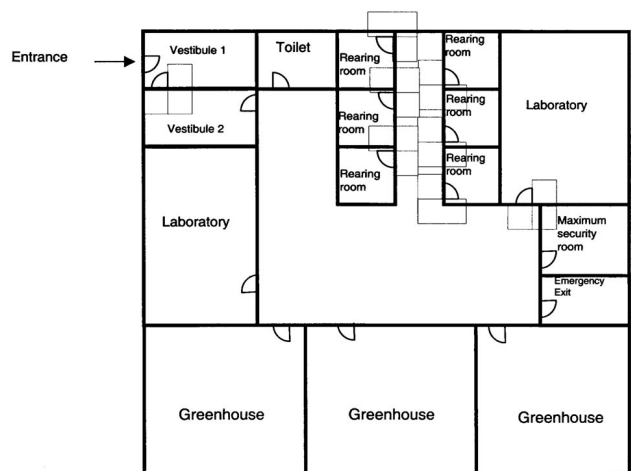 Entrance
Vestibule 1
Toilet
Rearing
room
Rearing
room
Laboratory
Vestibule 2
Rearing
room
Rearing
room
Rearing
room
Rearing
room
Laboratory
Maximum
security
room
Emergency
Exit
Greenhouse
Greenhouse
Greenhouse